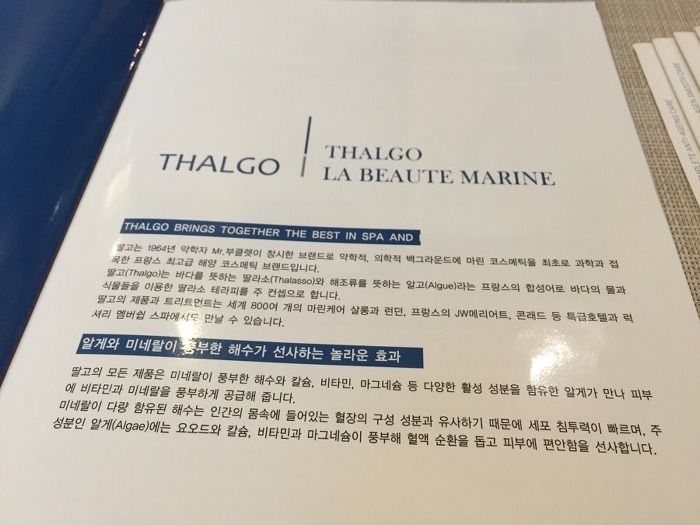 THALGO
THALGO
LA BEAUTE MARINE
THALGO BRINGS TOGETHER THE BEST IN SPA AND
딸고는 1964년 약학자 Mr.부클렛이 창시한 브랜드로 약학적, 의학적 백그라운드에 마린 코스메틱을 최초로 과학과 접
목한 프랑스 최고급 해양 코스메틱 브랜드입니다.
딸고(Thalgo)는 바다를 뜻하는 딸라소(Thalasso)와 해조류를 뜻하는 알고(Algue)라는 프랑스의 합성어로 바다의 물과
식물들을 이용한 딸라소 테라피를 주 컨셉으로 합니다.
딸고의 제품과 트리트먼트는 세계 800여 개의 마린케어 살롱과 런던, 프랑스의 JW메리어트, 콘래드 등 특급호텔과 럭
셔리 멤버쉽 스파에서도 만날 수 있습니다.
알게와 미네랄이 풍부한 해수가 선사하는 놀라운 효과
딸고의 모든 제품은 미네랄이 풍부한 해수와 칼슘, 비타민, 마그네슘 등 다양한 활성 성분을 함유한 알게가 만나 피부
에 비타민과 미네랄을 풍부하게 공급해 줍니다.
미네랄이 다량 함유된 해수는 인간의 몸속에 들어있는 혈장의 구성 성분과 유사하기 때문에 세포 침투력이 빠르며, 주
성분인 알게(Algae)에는 요오드와 칼슘, 비타민과 마그네슘이 풍부해 혈액 순환을 돕고 피부에 편안함을 선사합니다.